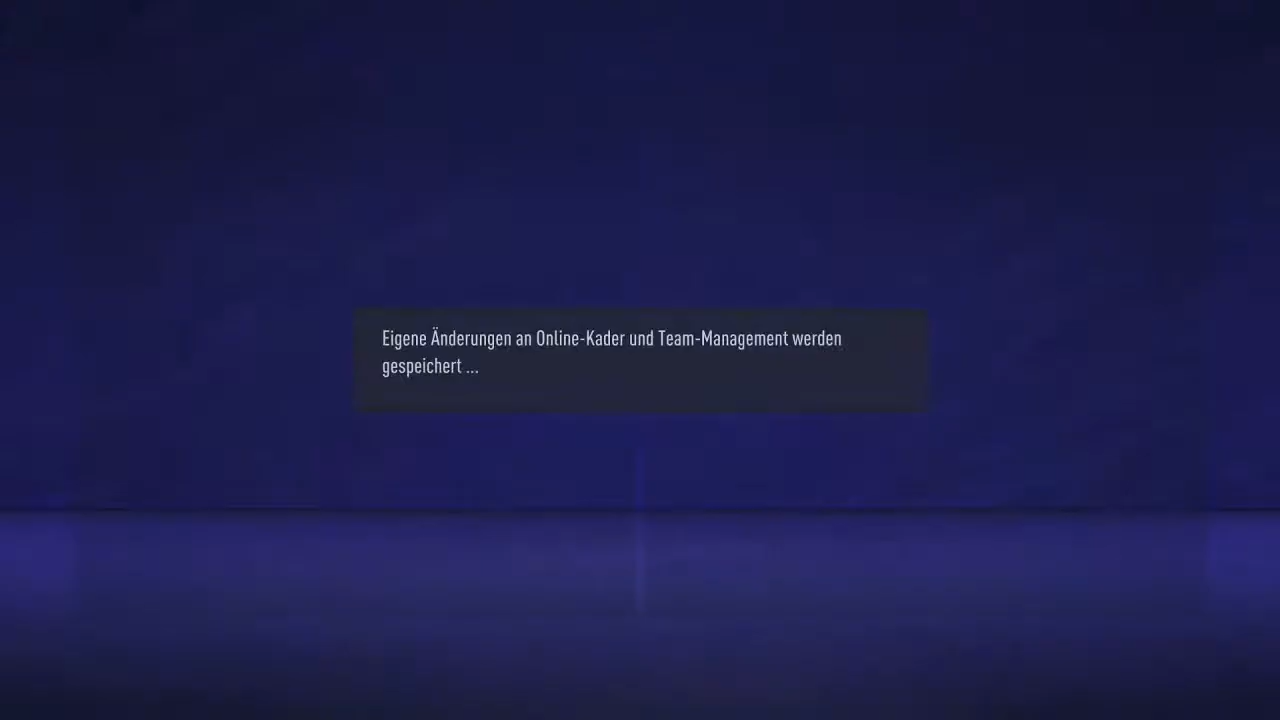 Eigene Änderungen an Online-Kader und Team-Management werden
gespeichert ...